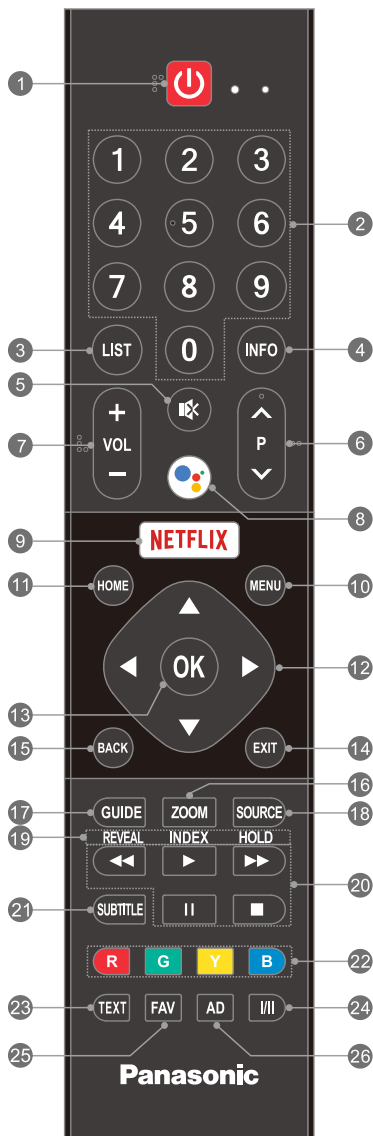 1
1 2 3
4 5 6 2
7 8 9
3 LIST 0 INFO 4
5
+ P 6
7 VOL
−
8
9 NETFLIX
11 HOME MENU 10
OK 12
13
15 BACK EXIT 14
16
17 GUIDE ZOOM SOURCE 18
19 REVEAL INDEX HOLD
20
21 SUBTITLE
R G Y B 22
23 TEXT FAV AD I/II 24
25 26
Panasonic